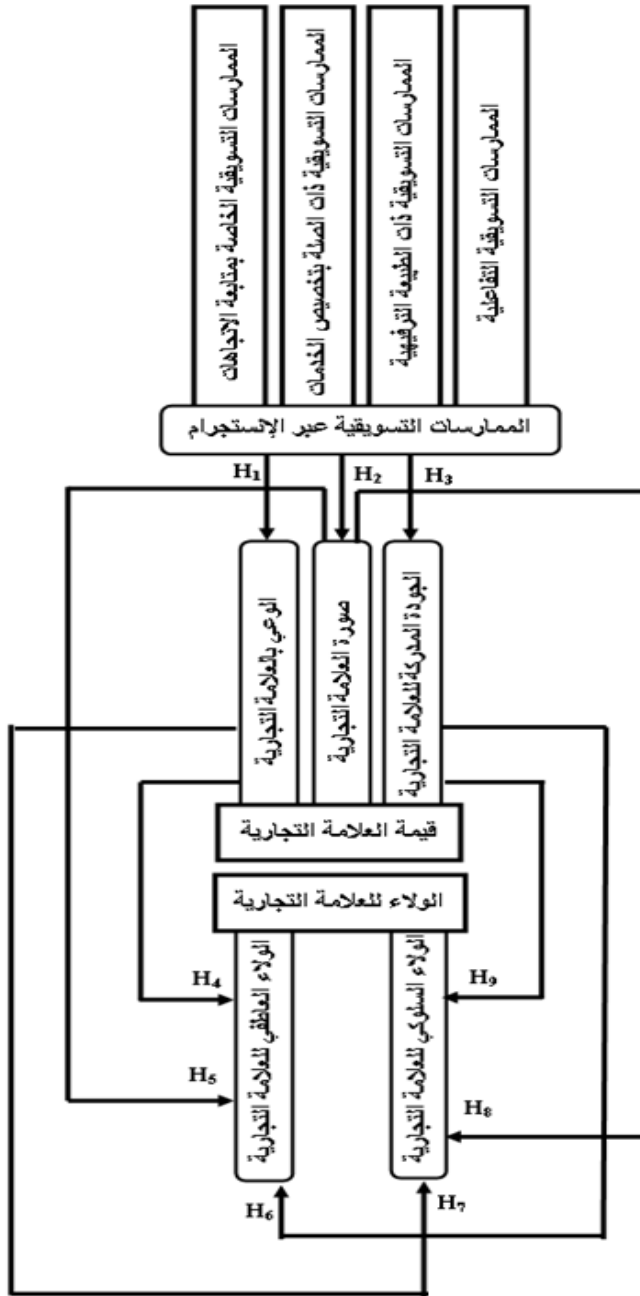 الممارسات التسويقية الخاصة بمتابعة الاتجاهات
الممارسات التسويقية ذات الصلة بتخصيص الخدمات
الممارسات التسويقية ذات الطبيعة الترفيهية
الممارسات التسويقية التفاعلية
الممارسات التسويقية عبر الإنستجرام
H1
H2
H3
الوعي بالعلامة التجارية
صورة العلامة التجارية
الجودة المدركة للعلامة التجارية
قيمة العلامة التجارية
الولاء للعلامة التجارية
الولاء العاطفي للعلامة التجارية
الولاء السلوكي للعلامة التجارية
H4
H9
H5
H8
H6
H7